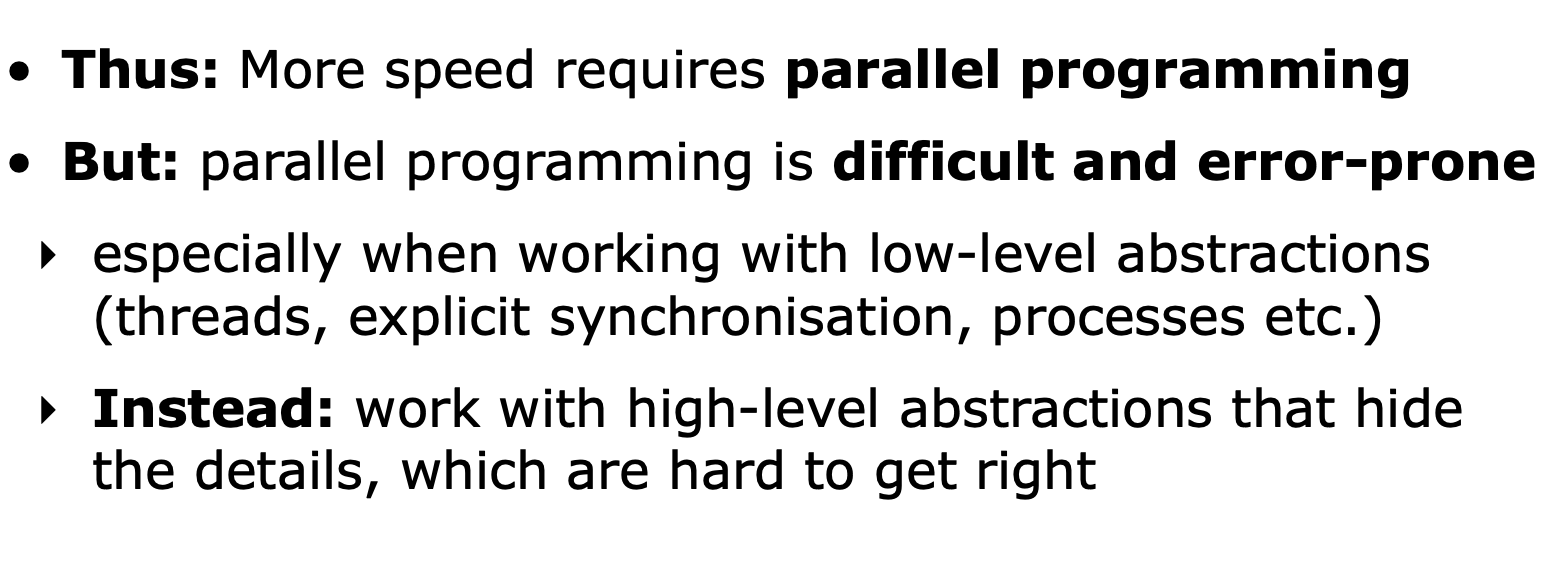 • Thus: More speed requires parallel programming
• But: parallel programming is difficult and error-prone
‣ especially when working with low-level abstractions
(threads, explicit synchronisation, processes etc.)
‣ Instead: work with high-level abstractions that hide
the details, which are hard to get right